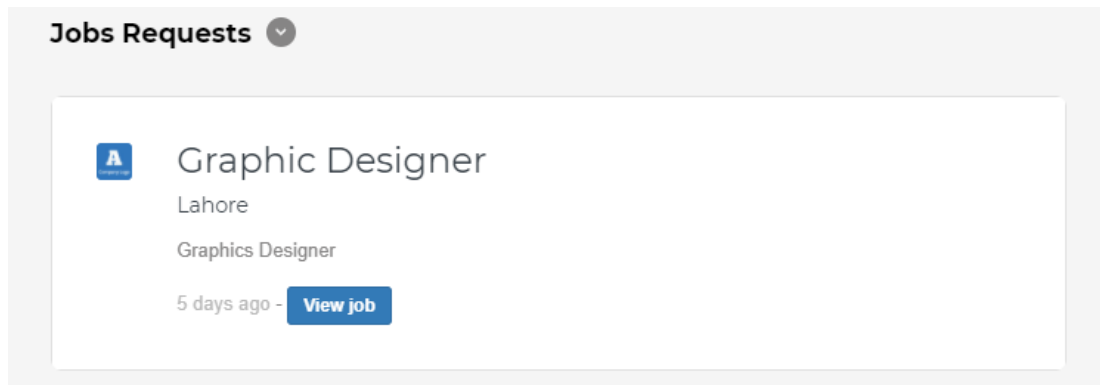 Jobs Requests
A
Graphic Designer
Lahore
Graphics Designer
5 days ago - View job